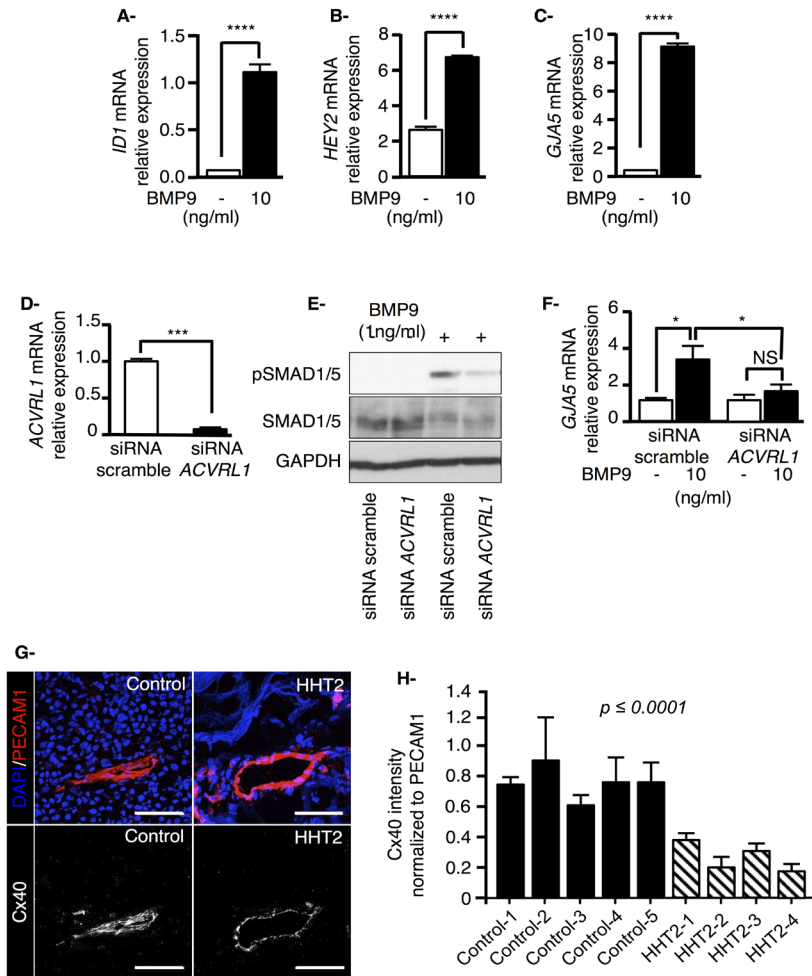 A-
ID1 mRNA
relative expression
1.5
1.0
0.5
0.0
****
BMP9 - 10
(ng/ml)
B-
HEY2 mRNA
relative expression
8
6
4
2
0
****
BMP9 - 10
(ng/ml)
C-
GJA5 mRNA
relative expression
10
8
6
4
2
0
****
BMP9 - 10
(ng/ml)
D-
ACVRL1 mRNA
relative expression
1.5
1.0
0.5
0
***
siRNA siRNA
scramble ACVRL1
E-
BMP9
(1ng/ml) + +
pSMAD1/5
SMAD1/5
GAPDH
siRNA scramble
siRNA ACVRL1
siRNA scramble
siRNA ACVRL1
F-
GJA5 mRNA
relative expression
6
4
2
0
* *
NS
siRNA siRNA
scramble ACVRL1
BMP9 - 10 - 10
(ng/ml)
G-
DAPI/PECAM1
Control HHT2
Cx40
Control HHT2
H-
Cx40 intensity
normalized to PECAM1
1.4
1.2
1.0
0.8
0.6
0.4
0.2
0
p ≤ 0.0001
Control-1
Control-2
Control-3
Control-4
Control-5
HHT2-1
HHT2-2
HHT2-3
HHT2-4